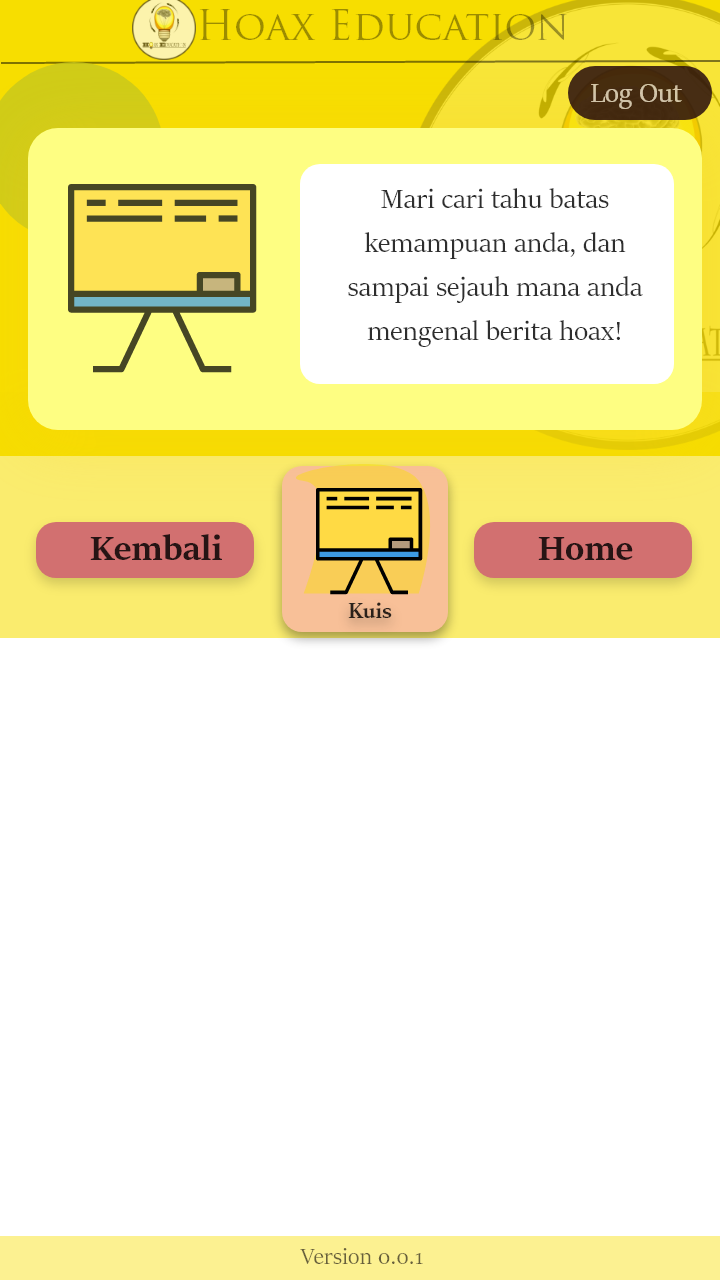 Hoax Education
Log Out
Mari cari tahu batas
kemampuan anda, dan
sampai sejauh mana anda
mengenal berita hoax!
Kembali
Kuis
Home
Version 0.0.1